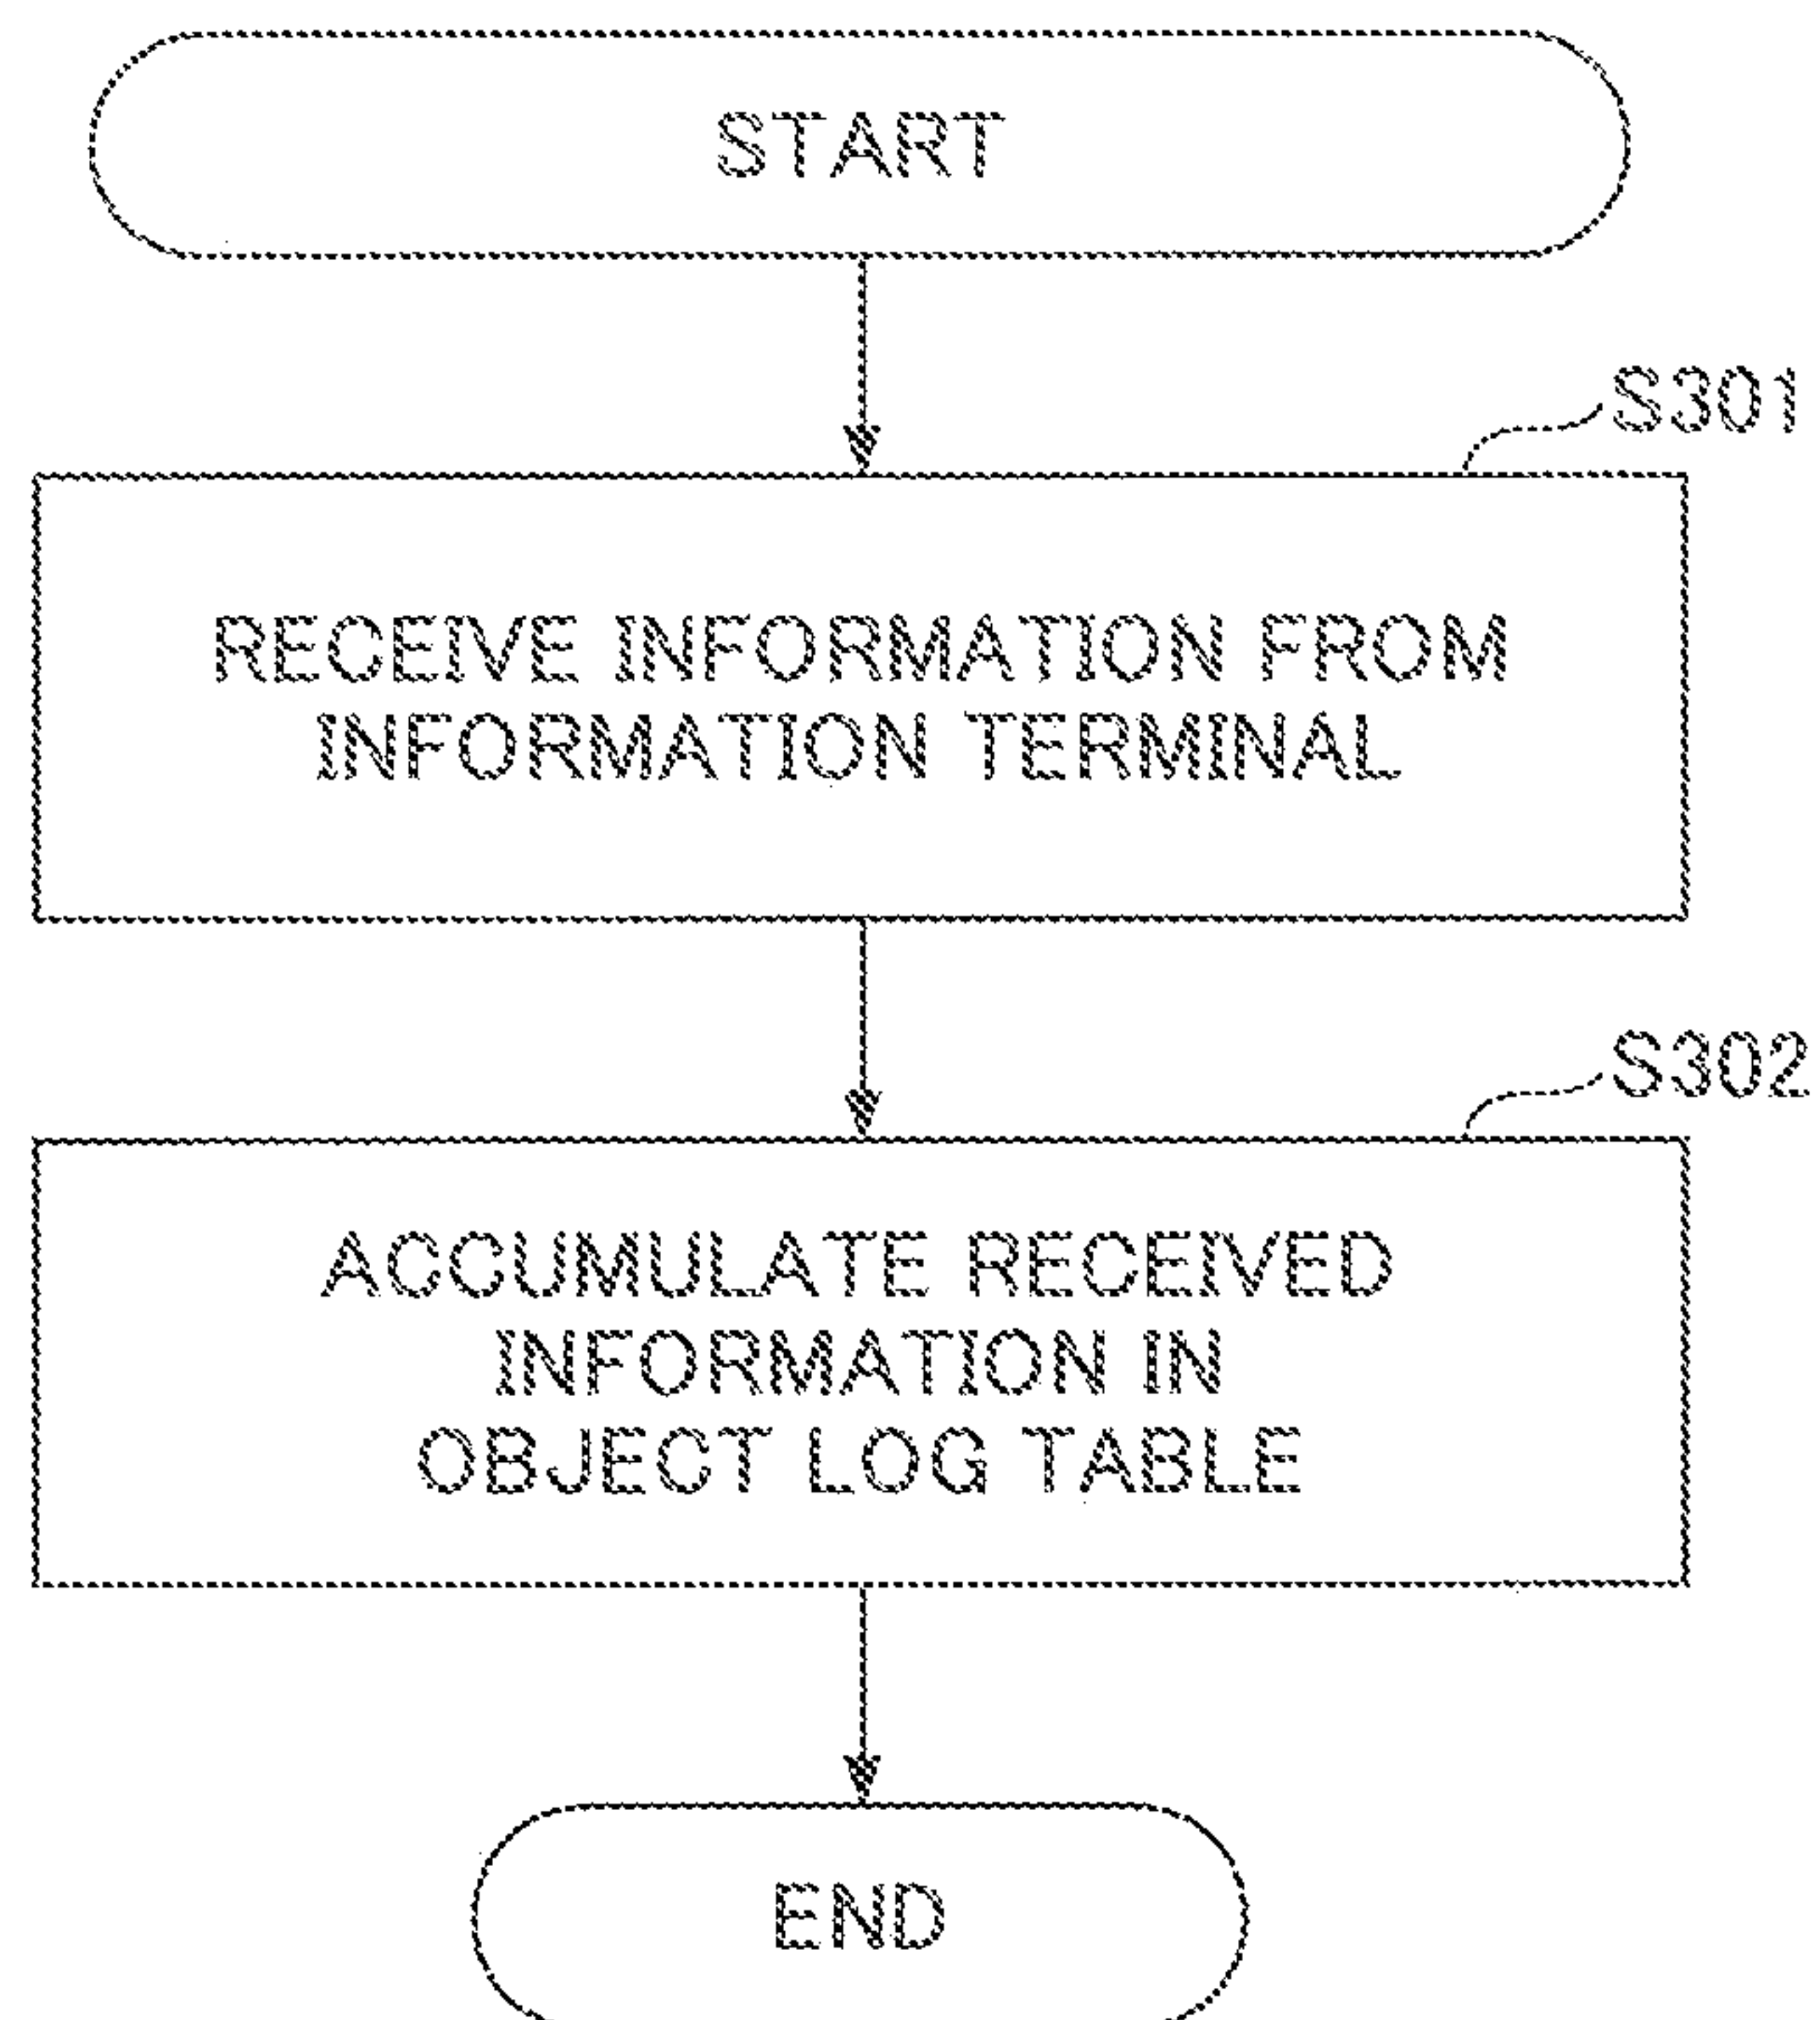 START
S301
RECEIVE INFORMATION FROM
INFORMATION TERMINAL
S302
ACCUMULATE RECEIVED
INFORMATION IN
OBJECT LOG TABLE
END